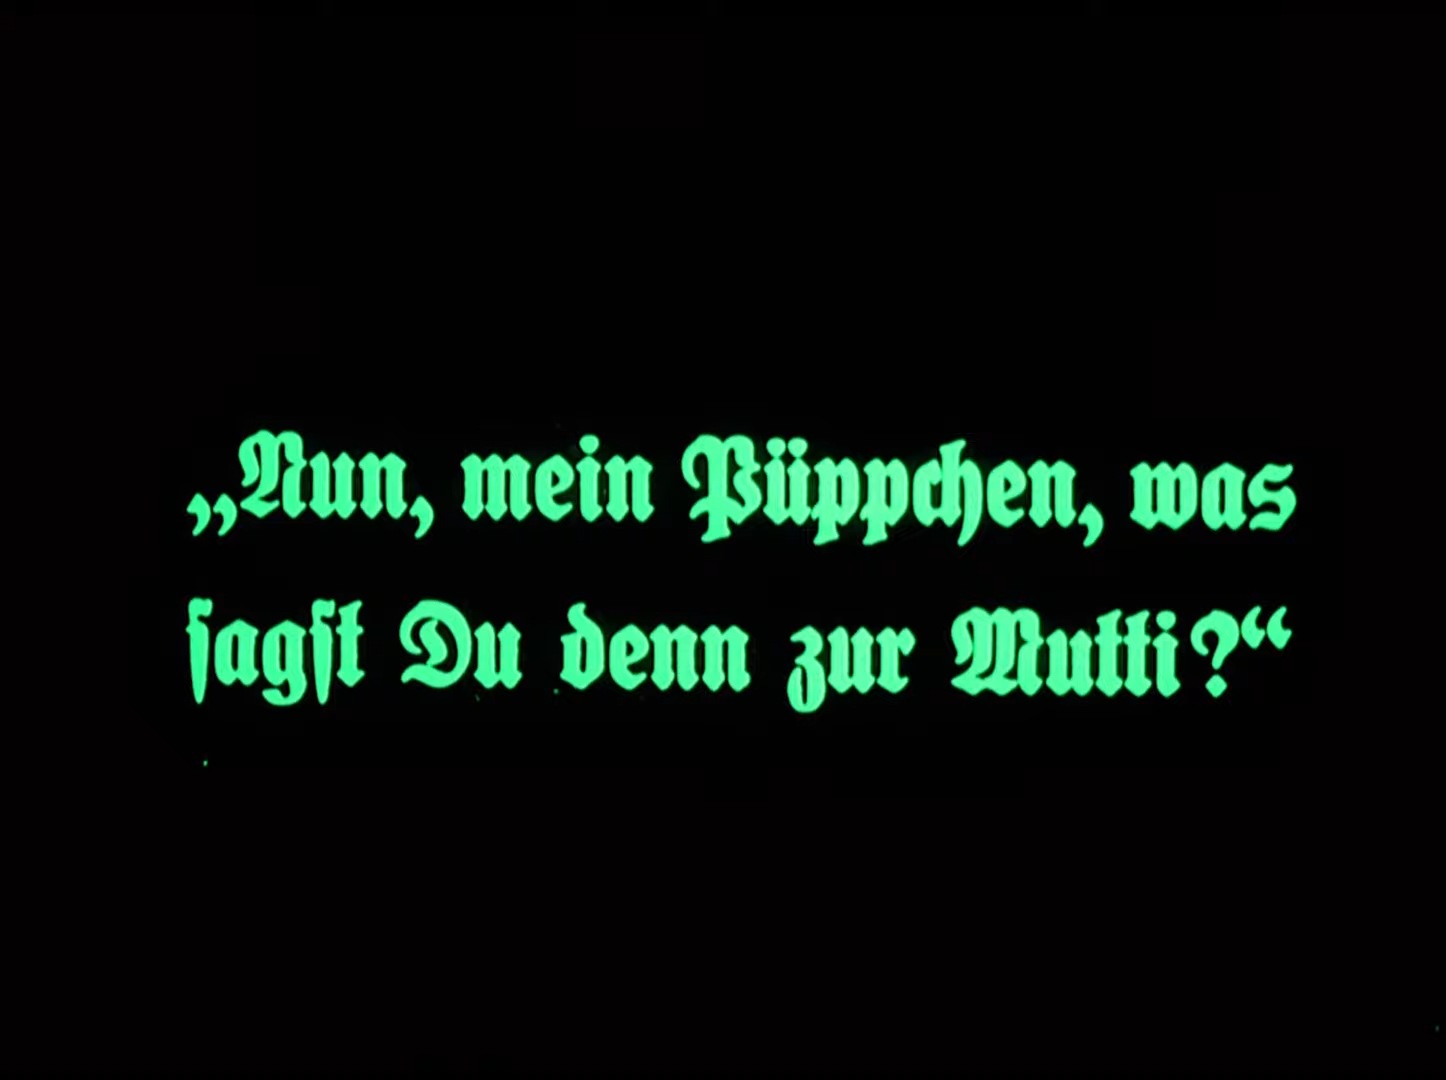 „Nun, mein Püppchen, was
sagst Du denn zur Mutti?“